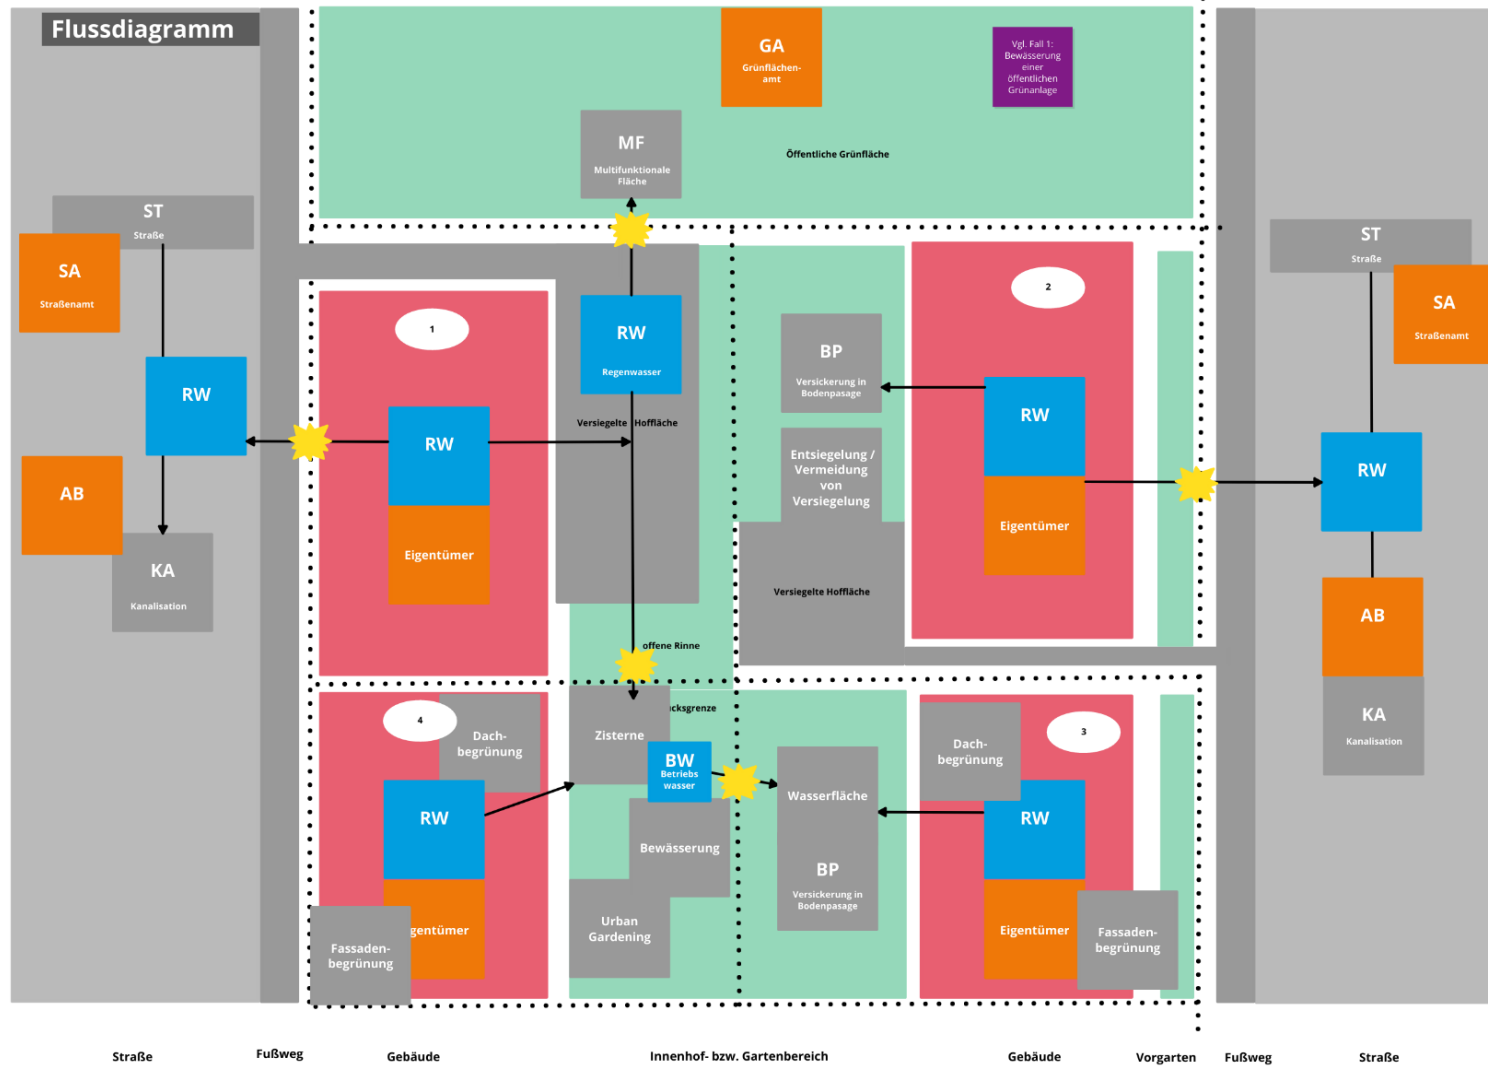 Flussdiagramm
GA
Grünflächen-
amt
Vgl. Fall 1:
Bewässerung
einer
öffentlichen
Grünanlage
MF
Multifunktionale
Fläche
Öffentliche Grünfläche
ST
Straße
SA
Straßenamt
RW
AB
KA
Kanalisation
1
RW
Eigentümer
RW
Regenwasser
Versiegelte Hoffläche
offene Rinne
BP
Versickerung in
Bodenpasage
Entsiegelung /
Vermeidung
von
Versiegelung
Versiegelte Hoffläche
2
RW
Eigentümer
ST
Straße
SA
Straßenamt
RW
AB
KA
Kanalisation
4
Dach-
begrünung
RW
gentümer
Fassaden-
begrünung
Zisterne
cksgrenze
BW
Betriebs
wasser
Bewässerung
Urban
Gardening
Wasserfläche
BP
Versickerung in
Bodenpasage
Dach-
begrünung
3
RW
Eigentümer
Fassaden-
begrünung
Straße
Fußweg
Gebäude
Innenhof- bzw. Gartenbereich
Gebäude
Vorgarten
Fußweg
Straße